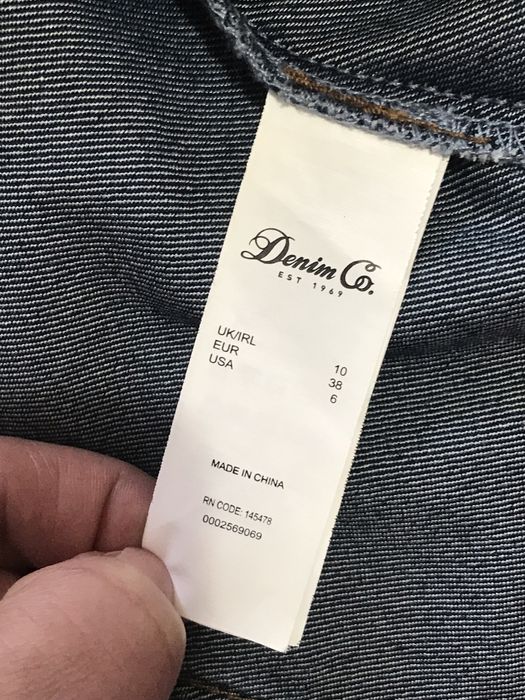 Denim Co.
EST 1969
UK/IRL 10
EUR 38
USA 6
MADE IN CHINA
RN CODE: 145478
0002569069